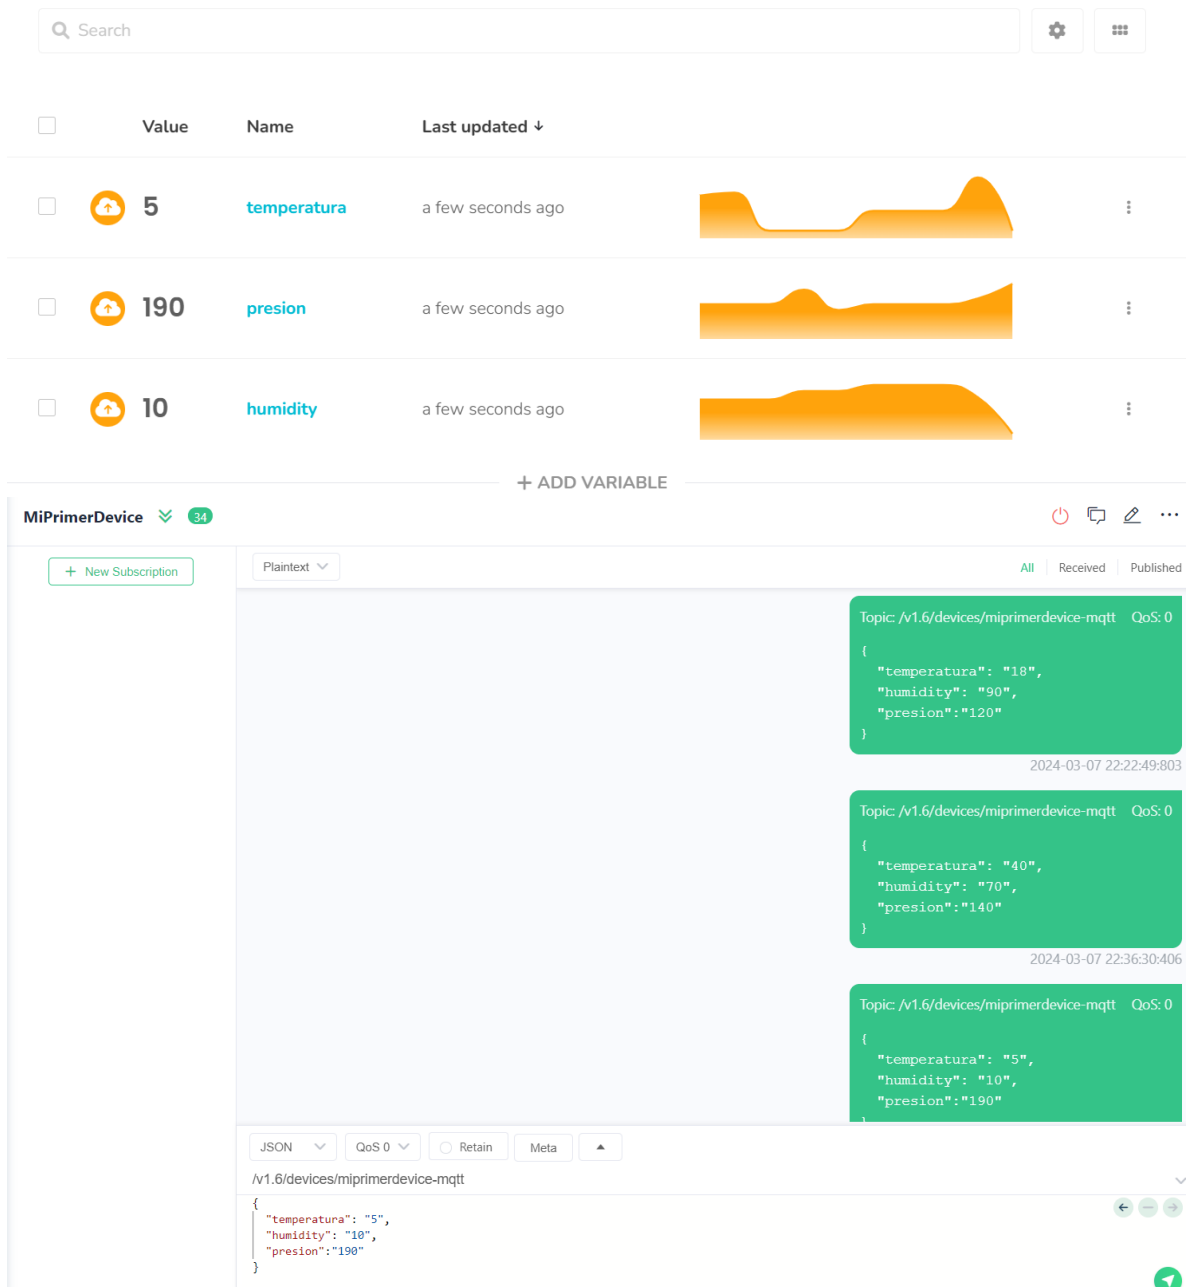 Search
Value Name Last updated ↓
5 temperatura a few seconds ago
190 presion a few seconds ago
10 humidity a few seconds ago
+ ADD VARIABLE
MiPrimerDevice 34
+ New Subscription
Plaintext All Received Published
Topic: /v1.6/devices/miprimerdevice-mqtt QoS: 0
{
"temperatura": "18",
"humidity": "90",
"presion":"120"
}
2024-03-07 22:22:49:803
Topic: /v1.6/devices/miprimerdevice-mqtt QoS: 0
{
"temperatura": "40",
"humidity": "70",
"presion":"140"
}
2024-03-07 22:36:30:406
Topic: /v1.6/devices/miprimerdevice-mqtt QoS: 0
{
"temperatura": "5",
"humidity": "10",
"presion":"190"
}
JSON QoS 0 Retain Meta
/v1.6/devices/miprimerdevice-mqtt
{
"temperatura": "5",
"humidity": "10",
"presion":"190"
}